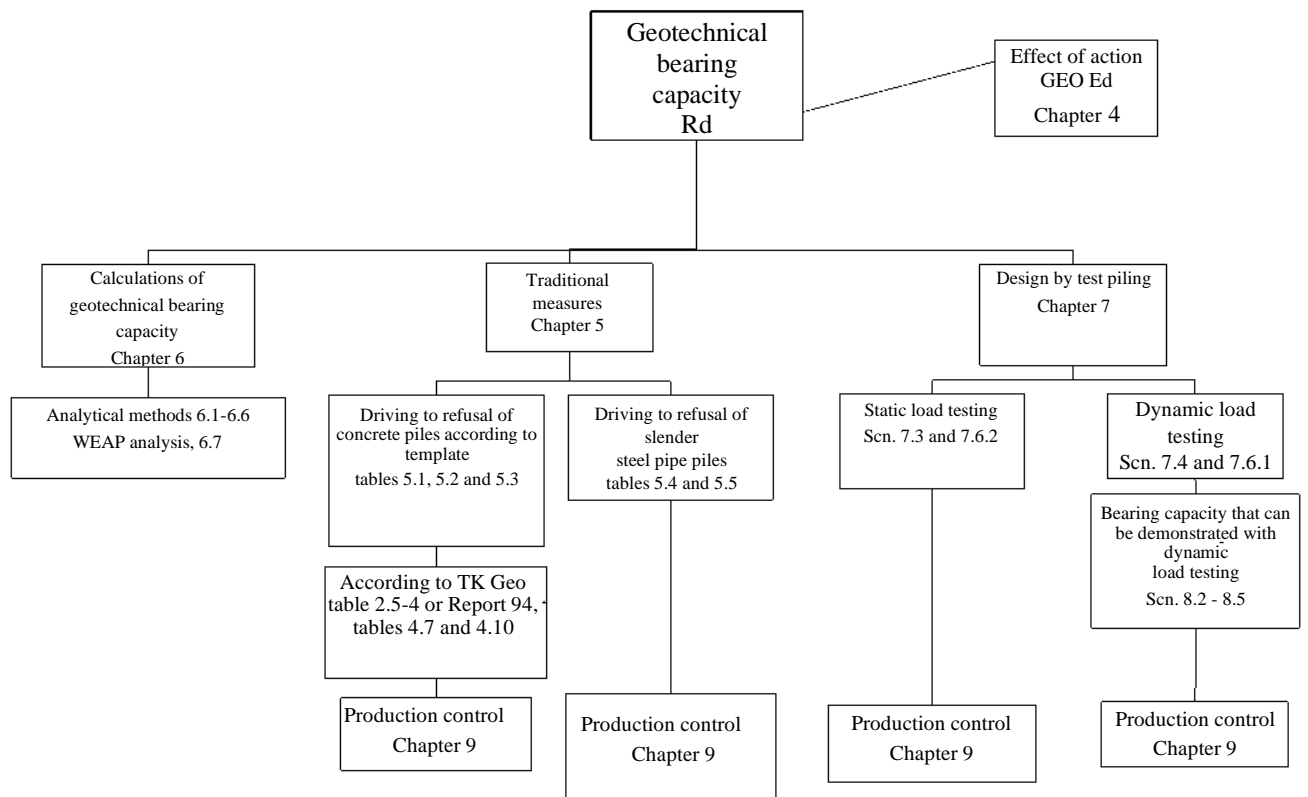 Geotechnical
bearing
capacity
Rd
Effect of action
GEO Ed
Chapter 4
Calculations of
geotechnical bearing
capacity
Chapter 6
Traditional
measures
Chapter 5
Design by test piling
Chapter 7
Analytical methods 6.1-6.6
WEAP analysis, 6.7
Driving to refusal of
concrete piles according to
template
tables 5.1, 5.2 and 5.3
Driving to refusal of
slender
steel pipe piles
tables 5.4 and 5.5
Static load testing
Scn. 7.3 and 7.6.2
Dynamic load
testing
Scn. 7.4 and 7.6.1
Bearing capacity that can
be demonstrated with
dynamic
load testing
Scn. 8.2 - 8.5
According to TK Geo
table 2.5-4 or Report 94,
tables 4.7 and 4.10
Production control
Chapter 9
Production control
Chapter 9
Production control
Chapter 9
Production control
Chapter 9